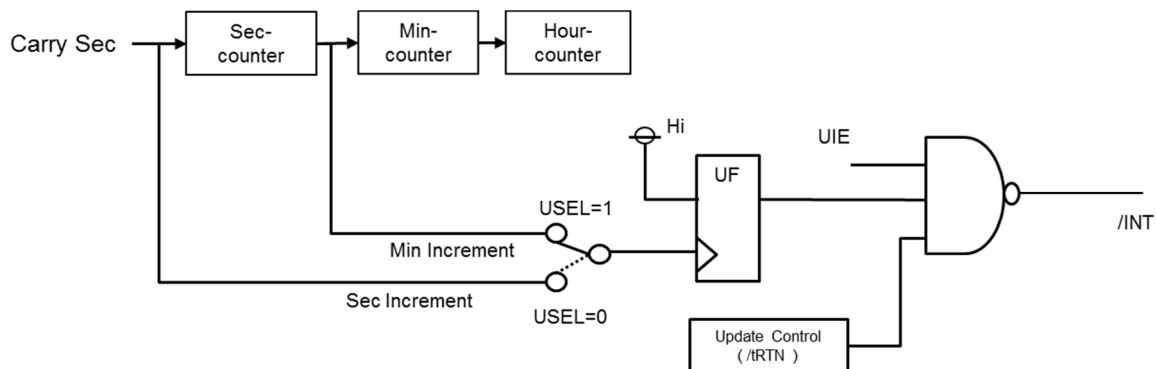 Carry Sec
Sec-
counter
Min-
counter
Hour-
counter
Hi
UIE
UF
USEL=1
/INT
Min Increment
Sec Increment
USEL=0
Update Control
( /tRTN )